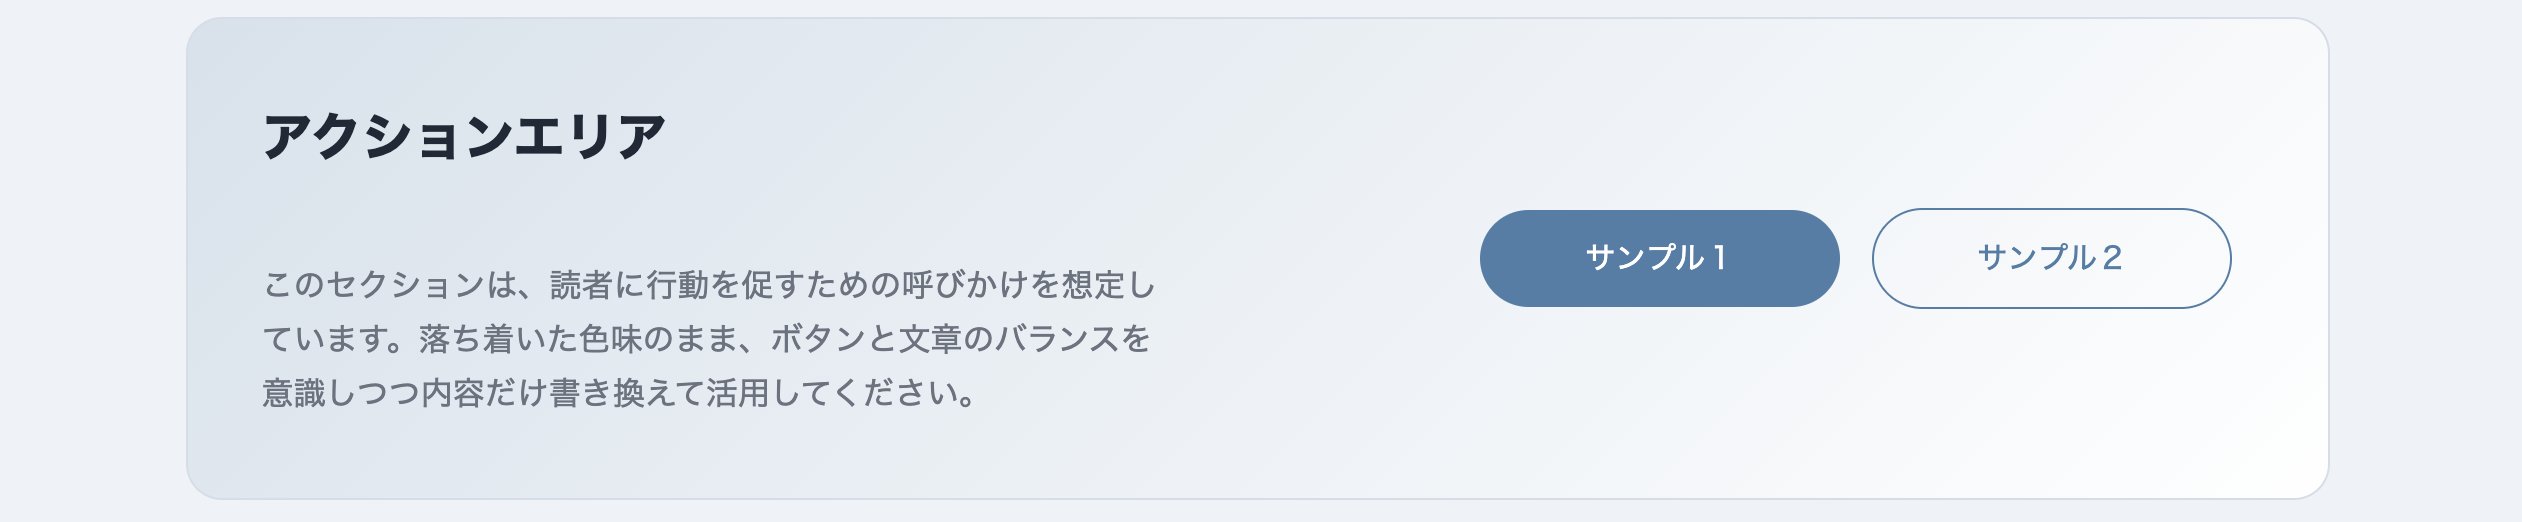 アクションエリア
このセクションは、読者に行動を促すための呼びかけを想定し
ています。落ち着いた色味のまま、ボタンと文章のバランスを
意識しつつ内容だけ書き換えて活用してください。
サンプル 1
サンプル 2